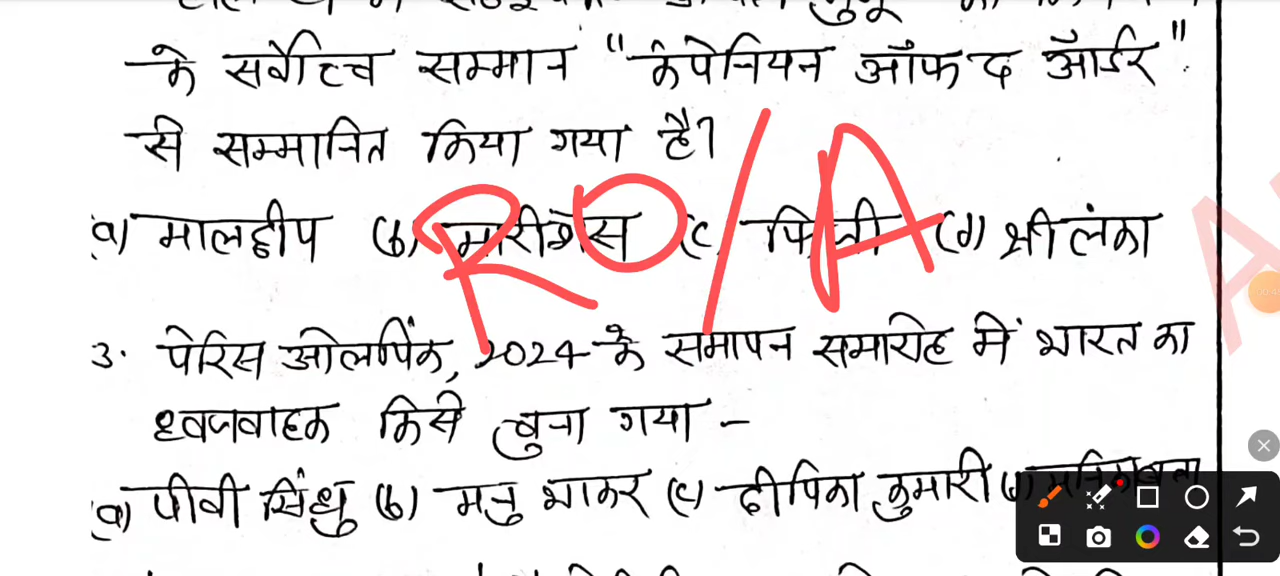 के सर्वोच्च सम्मान "कंपेनियन ऑफ द ऑर्डर"
से सम्मानित किया गया है?
(a) मालद्वीप (b) मारीशस (c) फिजी (d) श्रीलंका
RO/A
3. पेरिस ओलंपिक, 2024 के समापन समारोह में भारत का
ध्वजवाहक किसे चुना गया -
(a) पीवी सिंधु (b) मनु भाकर (c) दीपिका कुमारी (d)